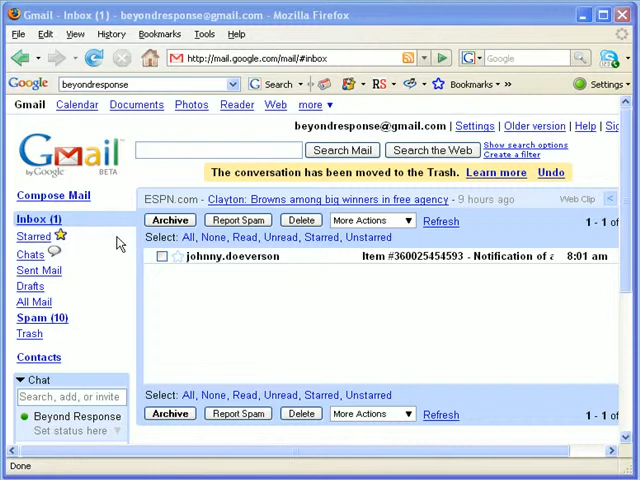 Gmail - Inbox (1) - beyondresponse@gmail.com - Mozilla Firefox
File Edit View History Bookmarks Tools Help
http://mail.google.com/mail/#inbox
Google
Google beyondresponse Search Bookmarks Settings
Gmail Calendar Documents Photos Reader Web more
beyondresponse@gmail.com | Settings | Older version | Help | Sig
Gmail
by Google BETA
Search Mail Search the Web
Show search options
Create a filter
The conversation has been moved to the Trash. Learn more Undo
Compose Mail
Inbox (1)
Starred
Chats
Sent Mail
Drafts
All Mail
Spam (10)
Trash
Contacts
Chat
Search, add, or invite
Beyond Response
Set status here
ESPN.com - Clayton: Browns among big winners in free agency - 9 hours ago Web Clip
Archive Report Spam Delete More Actions Refresh 1 - 1 of
Select: All, None, Read, Unread, Starred, Unstarred
johnny.doeverson Item #360025454593 - Notification of a 8:01 am
Select: All, None, Read, Unread, Starred, Unstarred
Archive Report Spam Delete More Actions Refresh 1 - 1 of
Done